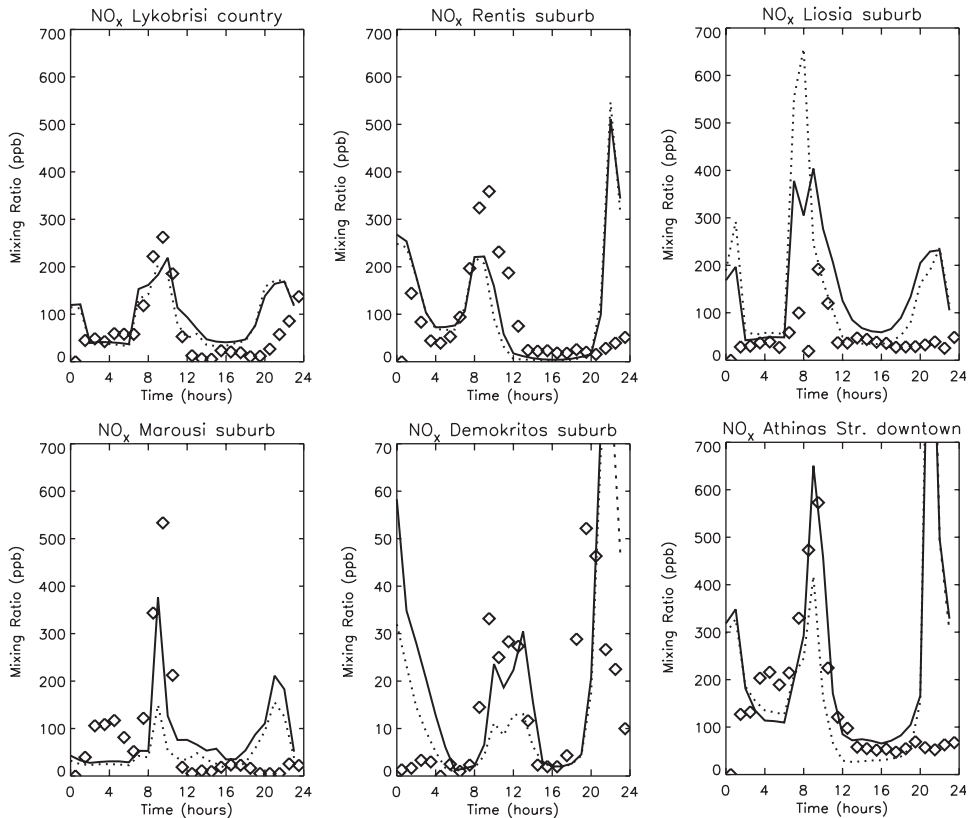 NOx Lykobrisi country
700
600
500
400
300
200
100
0
Mixing Ratio (ppb)
0 4 8 12 16 20 24
Time (hours)
NOx Rentis suburb
700
600
500
400
300
200
100
0
Mixing Ratio (ppb)
0 4 8 12 16 20 24
Time (hours)
NOx Liosia suburb
700
600
500
400
300
200
100
0
Mixing Ratio (ppb)
0 4 8 12 16 20 24
Time (hours)
NOx Marousi suburb
700
600
500
400
300
200
100
0
Mixing Ratio (ppb)
0 4 8 12 16 20 24
Time (hours)
NOx Demokritos suburb
70
60
50
40
30
20
10
0
Mixing Ratio (ppb)
0 4 8 12 16 20 24
Time (hours)
NOx Athinas Str. downtown
700
600
500
400
300
200
100
0
Mixing Ratio (ppb)
0 4 8 12 16 20 24
Time (hours)